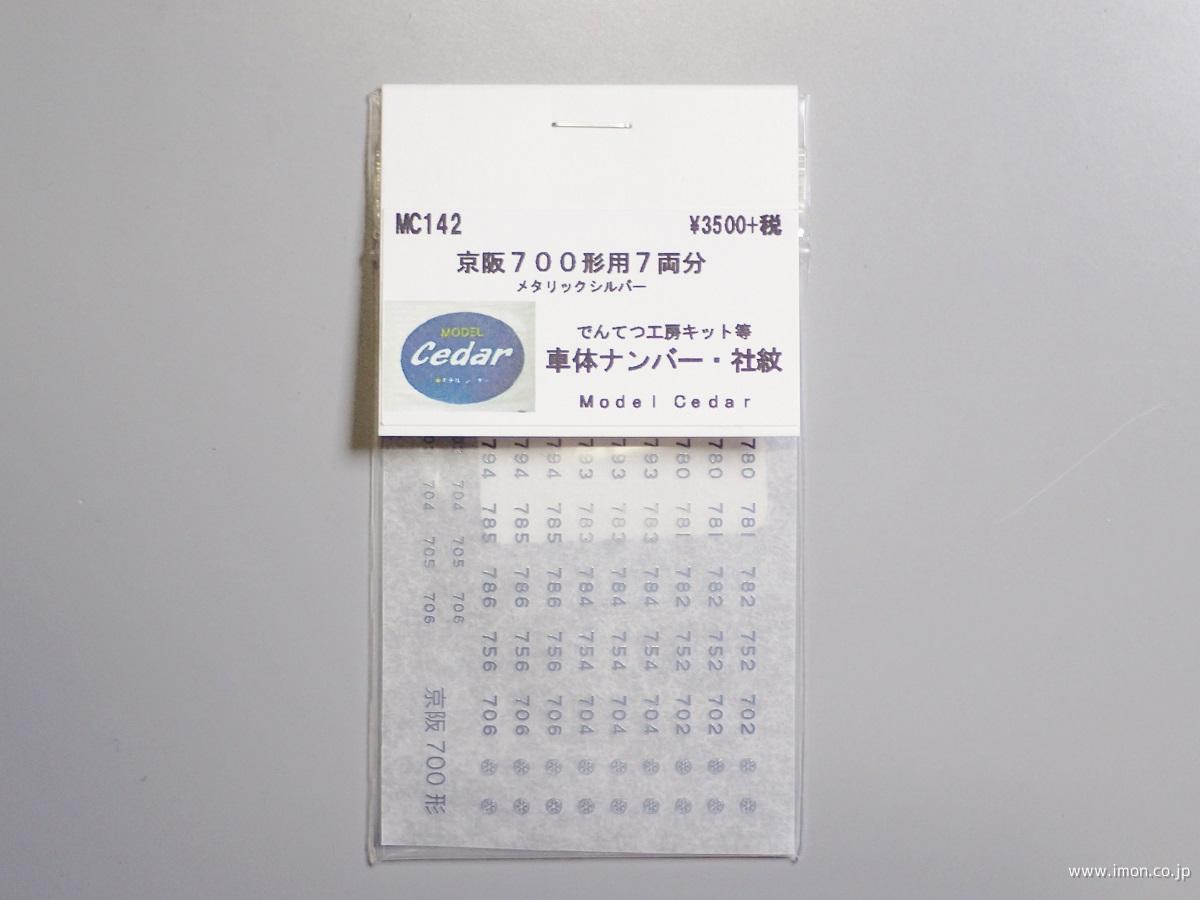 MC142 ¥3500+税
京阪700形用7両分
メタリックシルバー
MODEL
Cedar
でんてつ工房キット等
車体ナンバー・社紋
Model Cedar
794 794 794 793 793 793 780 780 780
704 704 785 785 785 783 783 783 781 781 781
705 705 786 786 786 784 784 784 782 782 782
706 706 756 756 756 754 754 754 752 752 752
706 706 706 704 704 704 702 702 702
京阪700形
www.imon.co.jp